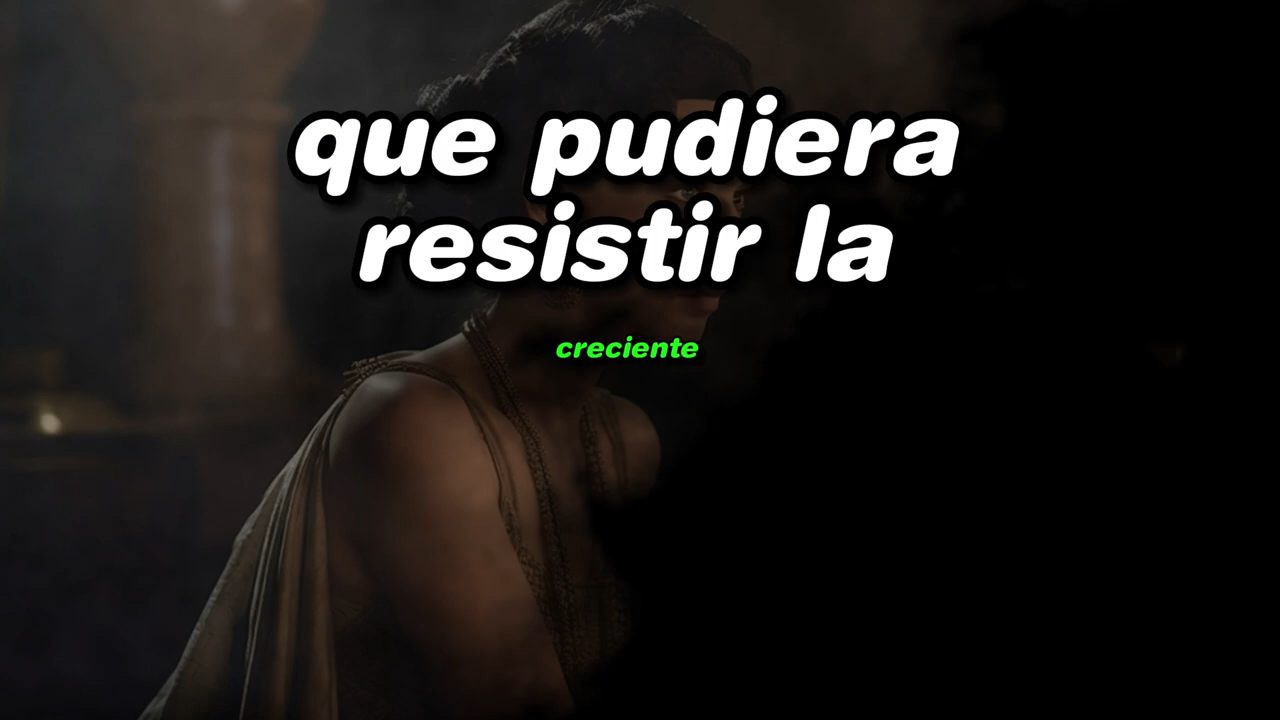 que pudiera
resistir la
creciente